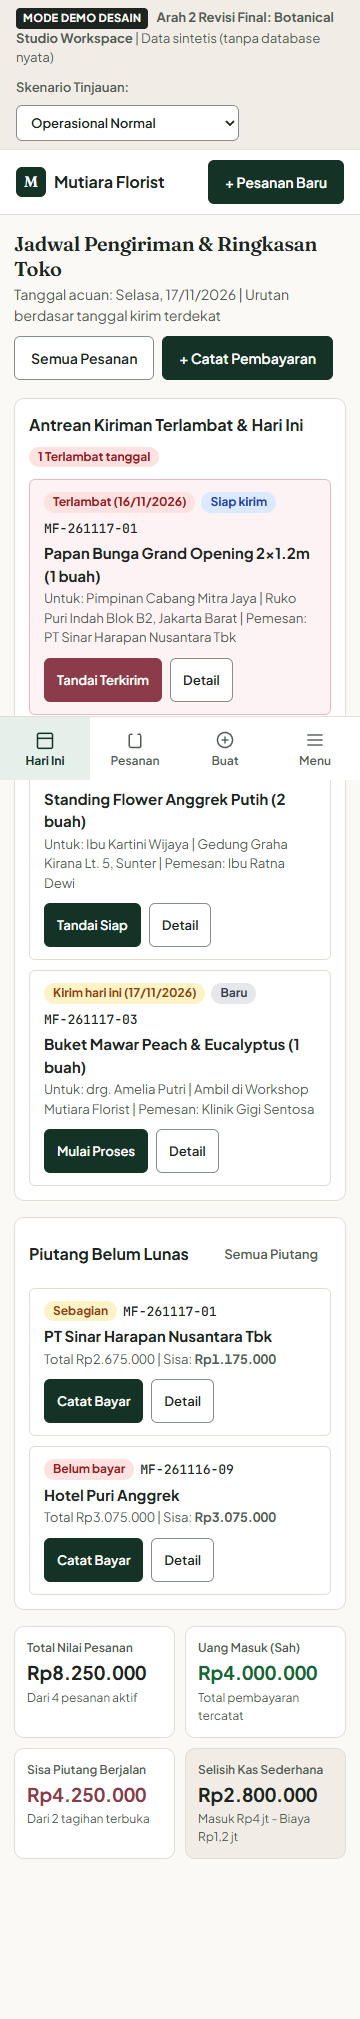 MODE DEMO DESAIN Arah 2 Revisi Final: Botanical
Studio Workspace | Data sintetis (tanpa database
nyata)
Skenario Tinjauan:
Operasional Normal
M Mutiara Florist + Pesanan Baru
Jadwal Pengiriman & Ringkasan
Toko
Tanggal acuan: Selasa, 17/11/2026 | Urutan
berdasar tanggal kirim terdekat
Semua Pesanan + Catat Pembayaran
Antrean Kiriman Terlambat & Hari Ini
1 Terlambat tanggal
Terlambat (16/11/2026) Siap kirim
MF-261117-01
Papan Bunga Grand Opening 2×1.2m
(1 buah)
Untuk: Pimpinan Cabang Mitra Jaya | Ruko
Puri Indah Blok B2, Jakarta Barat | Pemesan:
PT Sinar Harapan Nusantara Tbk
Tandai Terkirim Detail
Hari Ini Pesanan Buat Menu
Standing Flower Anggrek Putih (2
buah)
Untuk: Ibu Kartini Wijaya | Gedung Graha
Kirana Lt. 5, Sunter | Pemesan: Ibu Ratna
Dewi
Tandai Siap Detail
Kirim hari ini (17/11/2026) Baru
MF-261117-03
Buket Mawar Peach & Eucalyptus (1
buah)
Untuk: drg. Amelia Putri | Ambil di Workshop
Mutiara Florist | Pemesan: Klinik Gigi Sentosa
Mulai Proses Detail
Piutang Belum Lunas Semua Piutang
Sebagian MF-261117-01
PT Sinar Harapan Nusantara Tbk
Total Rp2.675.000 | Sisa: Rp1.175.000
Catat Bayar Detail
Belum bayar MF-261116-09
Hotel Puri Anggrek
Total Rp3.075.000 | Sisa: Rp3.075.000
Catat Bayar Detail
Total Nilai Pesanan
Rp8.250.000
Dari 4 pesanan aktif
Uang Masuk (Sah)
Rp4.000.000
Total pembayaran
tercatat
Sisa Piutang Berjalan
Rp4.250.000
Dari 2 tagihan terbuka
Selisih Kas Sederhana
Rp2.800.000
Masuk Rp4 jt - Biaya
Rp1,2 jt